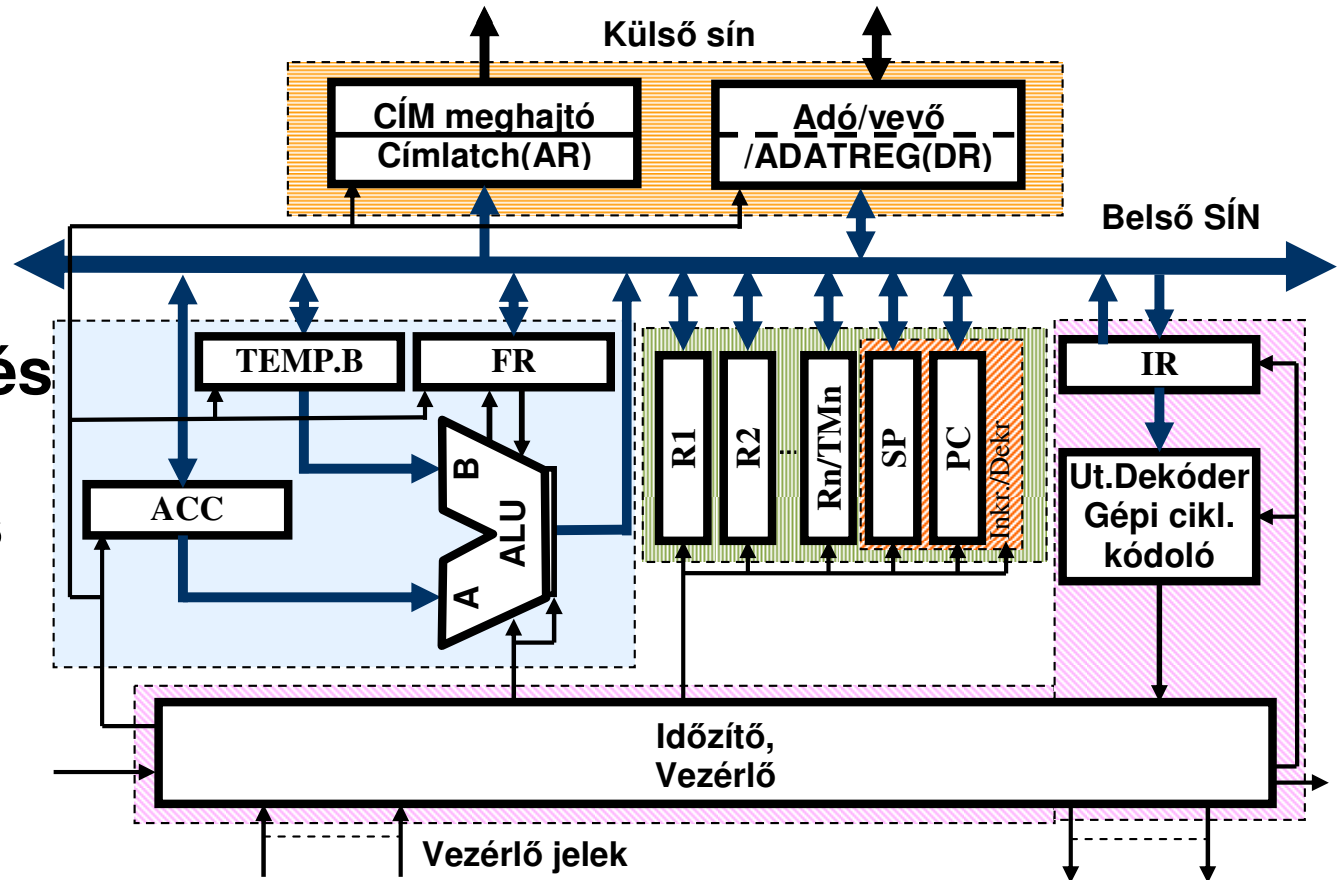 Külső sín
CÍM meghajtó
Címlatch(AR)
Adó/vevő
/ADATREG(DR)
Belső SÍN
és
TEMP.B
FR
ACC
B
A
ALU
R1
R2
...
Rn/TMn
SP
PC
Inkr./Dekr
IR
Ut.Dekóder
Gépi cikl.
kódoló
Időzítő,
Vezérlő
Vezérlő jelek